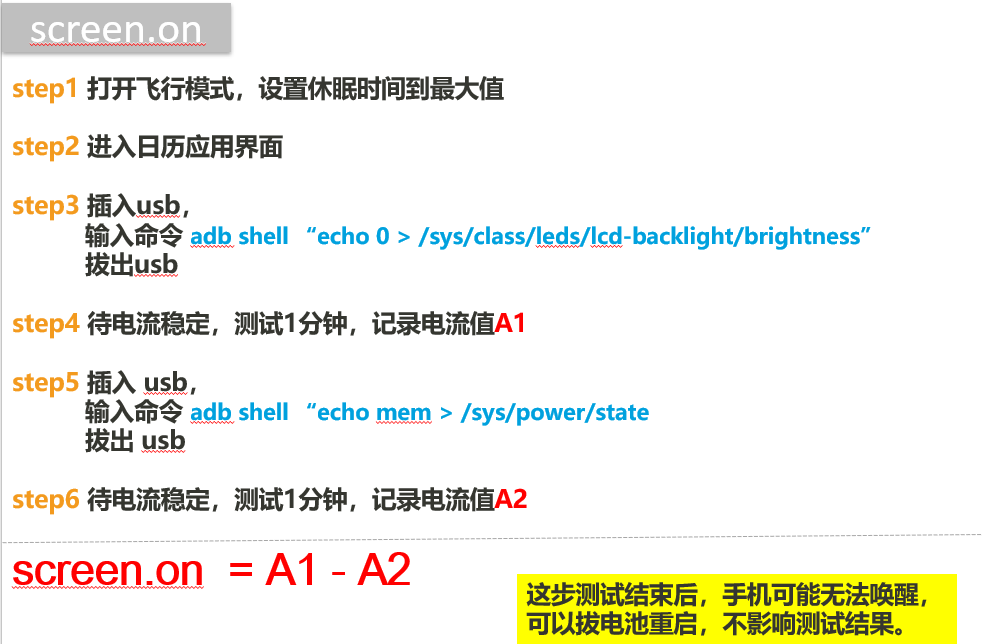 screen.on
step1 打开飞行模式，设置休眠时间到最大值
step2 进入日历应用界面
step3 插入usb，
输入命令 adb shell “echo 0 > /sys/class/leds/lcd-backlight/brightness”
拔出usb
step4 待电流稳定，测试1分钟，记录电流值A1
step5 插入 usb，
输入命令 adb shell “echo mem > /sys/power/state
拔出 usb
step6 待电流稳定，测试1分钟，记录电流值A2
screen.on = A1 - A2
这步测试结束后，手机可能无法唤醒，
可以拔电池重启，不影响测试结果。